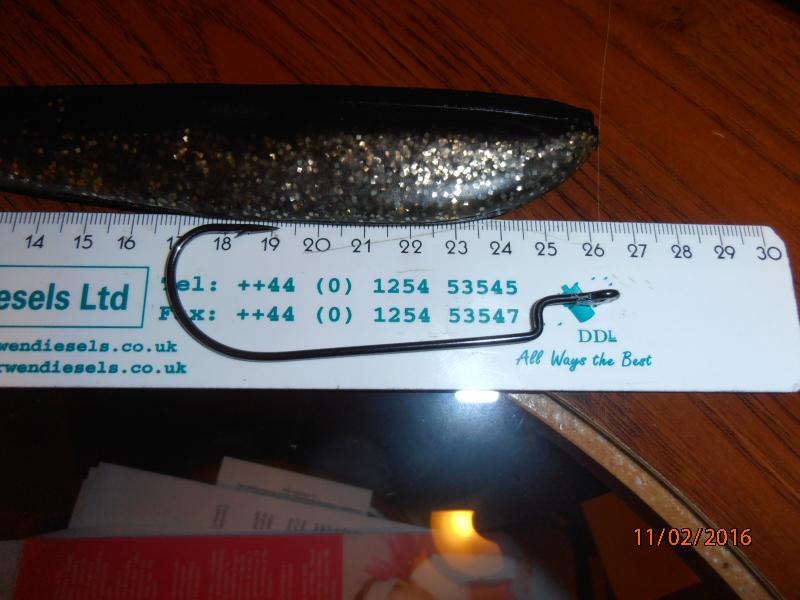 14 15 16 17 18 19 20 21 22 23 24 25 26 27 28 29 30
esels Ltd
Tel: ++44 (0) 1254 53545
Fax: ++44 (0) 1254 53547
wendiesels.co.uk
rwendiesels.co.uk
DDL
All Ways the Best
11/02/2016